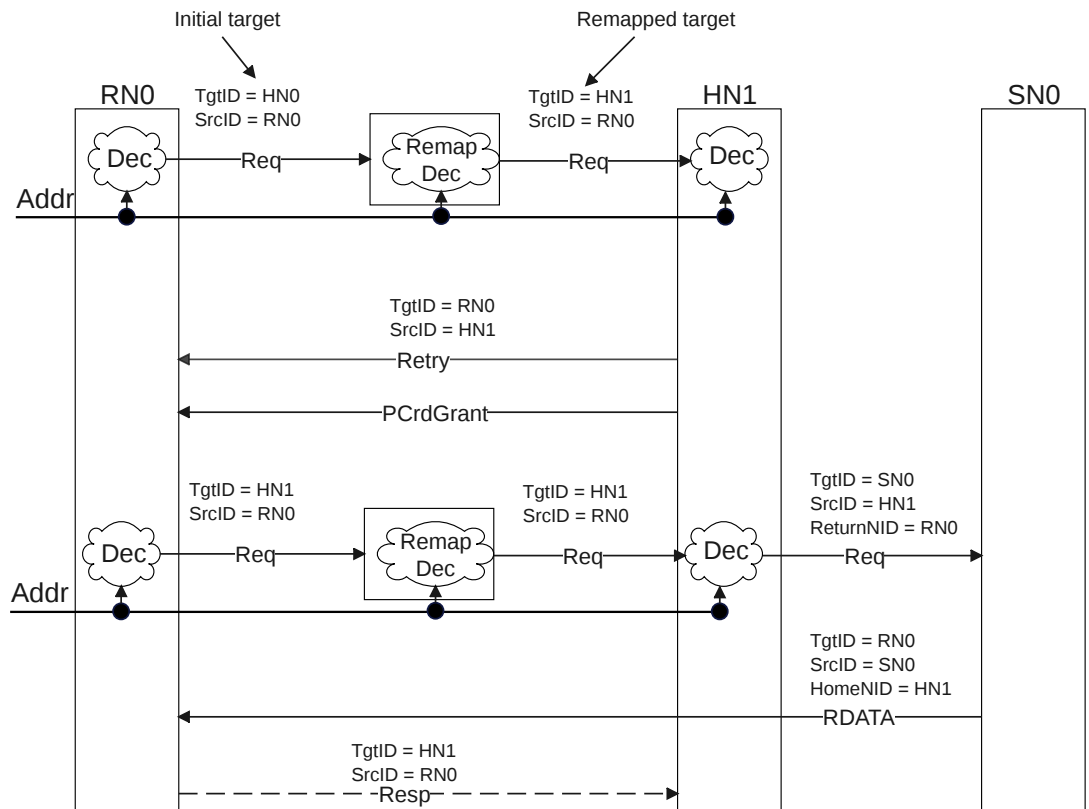 Initial target
Remapped target
RN0
TgtID = HN0
SrcID = RN0
TgtID = HN1
SrcID = RN0
HN1
SN0
Dec
Req
Remap
Dec
Req
Dec
Addr
TgtID = RN0
SrcID = HN1
Retry
PCrdGrant
TgtID = HN1
SrcID = RN0
TgtID = HN1
SrcID = RN0
TgtID = SN0
SrcID = HN1
ReturnNID = RN0
Dec
Req
Remap
Dec
Req
Dec
Req
Addr
TgtID = RN0
SrcID = SN0
HomeNID = HN1
RDATA
TgtID = HN1
SrcID = RN0
Resp